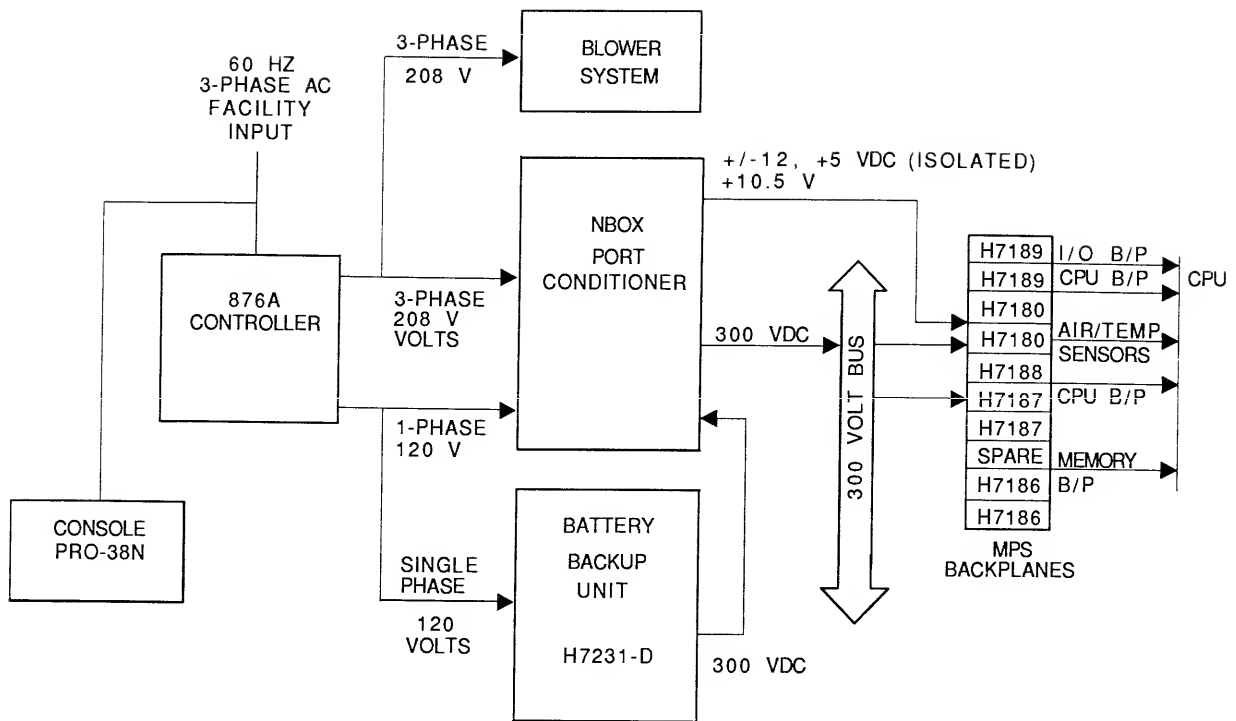 60 HZ
3-PHASE AC
FACILITY
INPUT
3-PHASE
208 V
BLOWER
SYSTEM
876A
CONTROLLER
3-PHASE
208 V
VOLTS
1-PHASE
120 V
NBOX
PORT
CONDITIONER
+/-12, +5 VDC (ISOLATED)
+10.5 V
300 VDC
300 VOLT BUS
H7189
H7189
H7180
H7180
H7188
H7187
H7187
SPARE
H7186
H7186
MPS
BACKPLANES
I/O B/P
CPU B/P
AIR/TEMP
SENSORS
CPU B/P
MEMORY
B/P
CPU
CONSOLE
PRO-38N
SINGLE
PHASE
120
VOLTS
BATTERY
BACKUP
UNIT
H7231-D
300 VDC